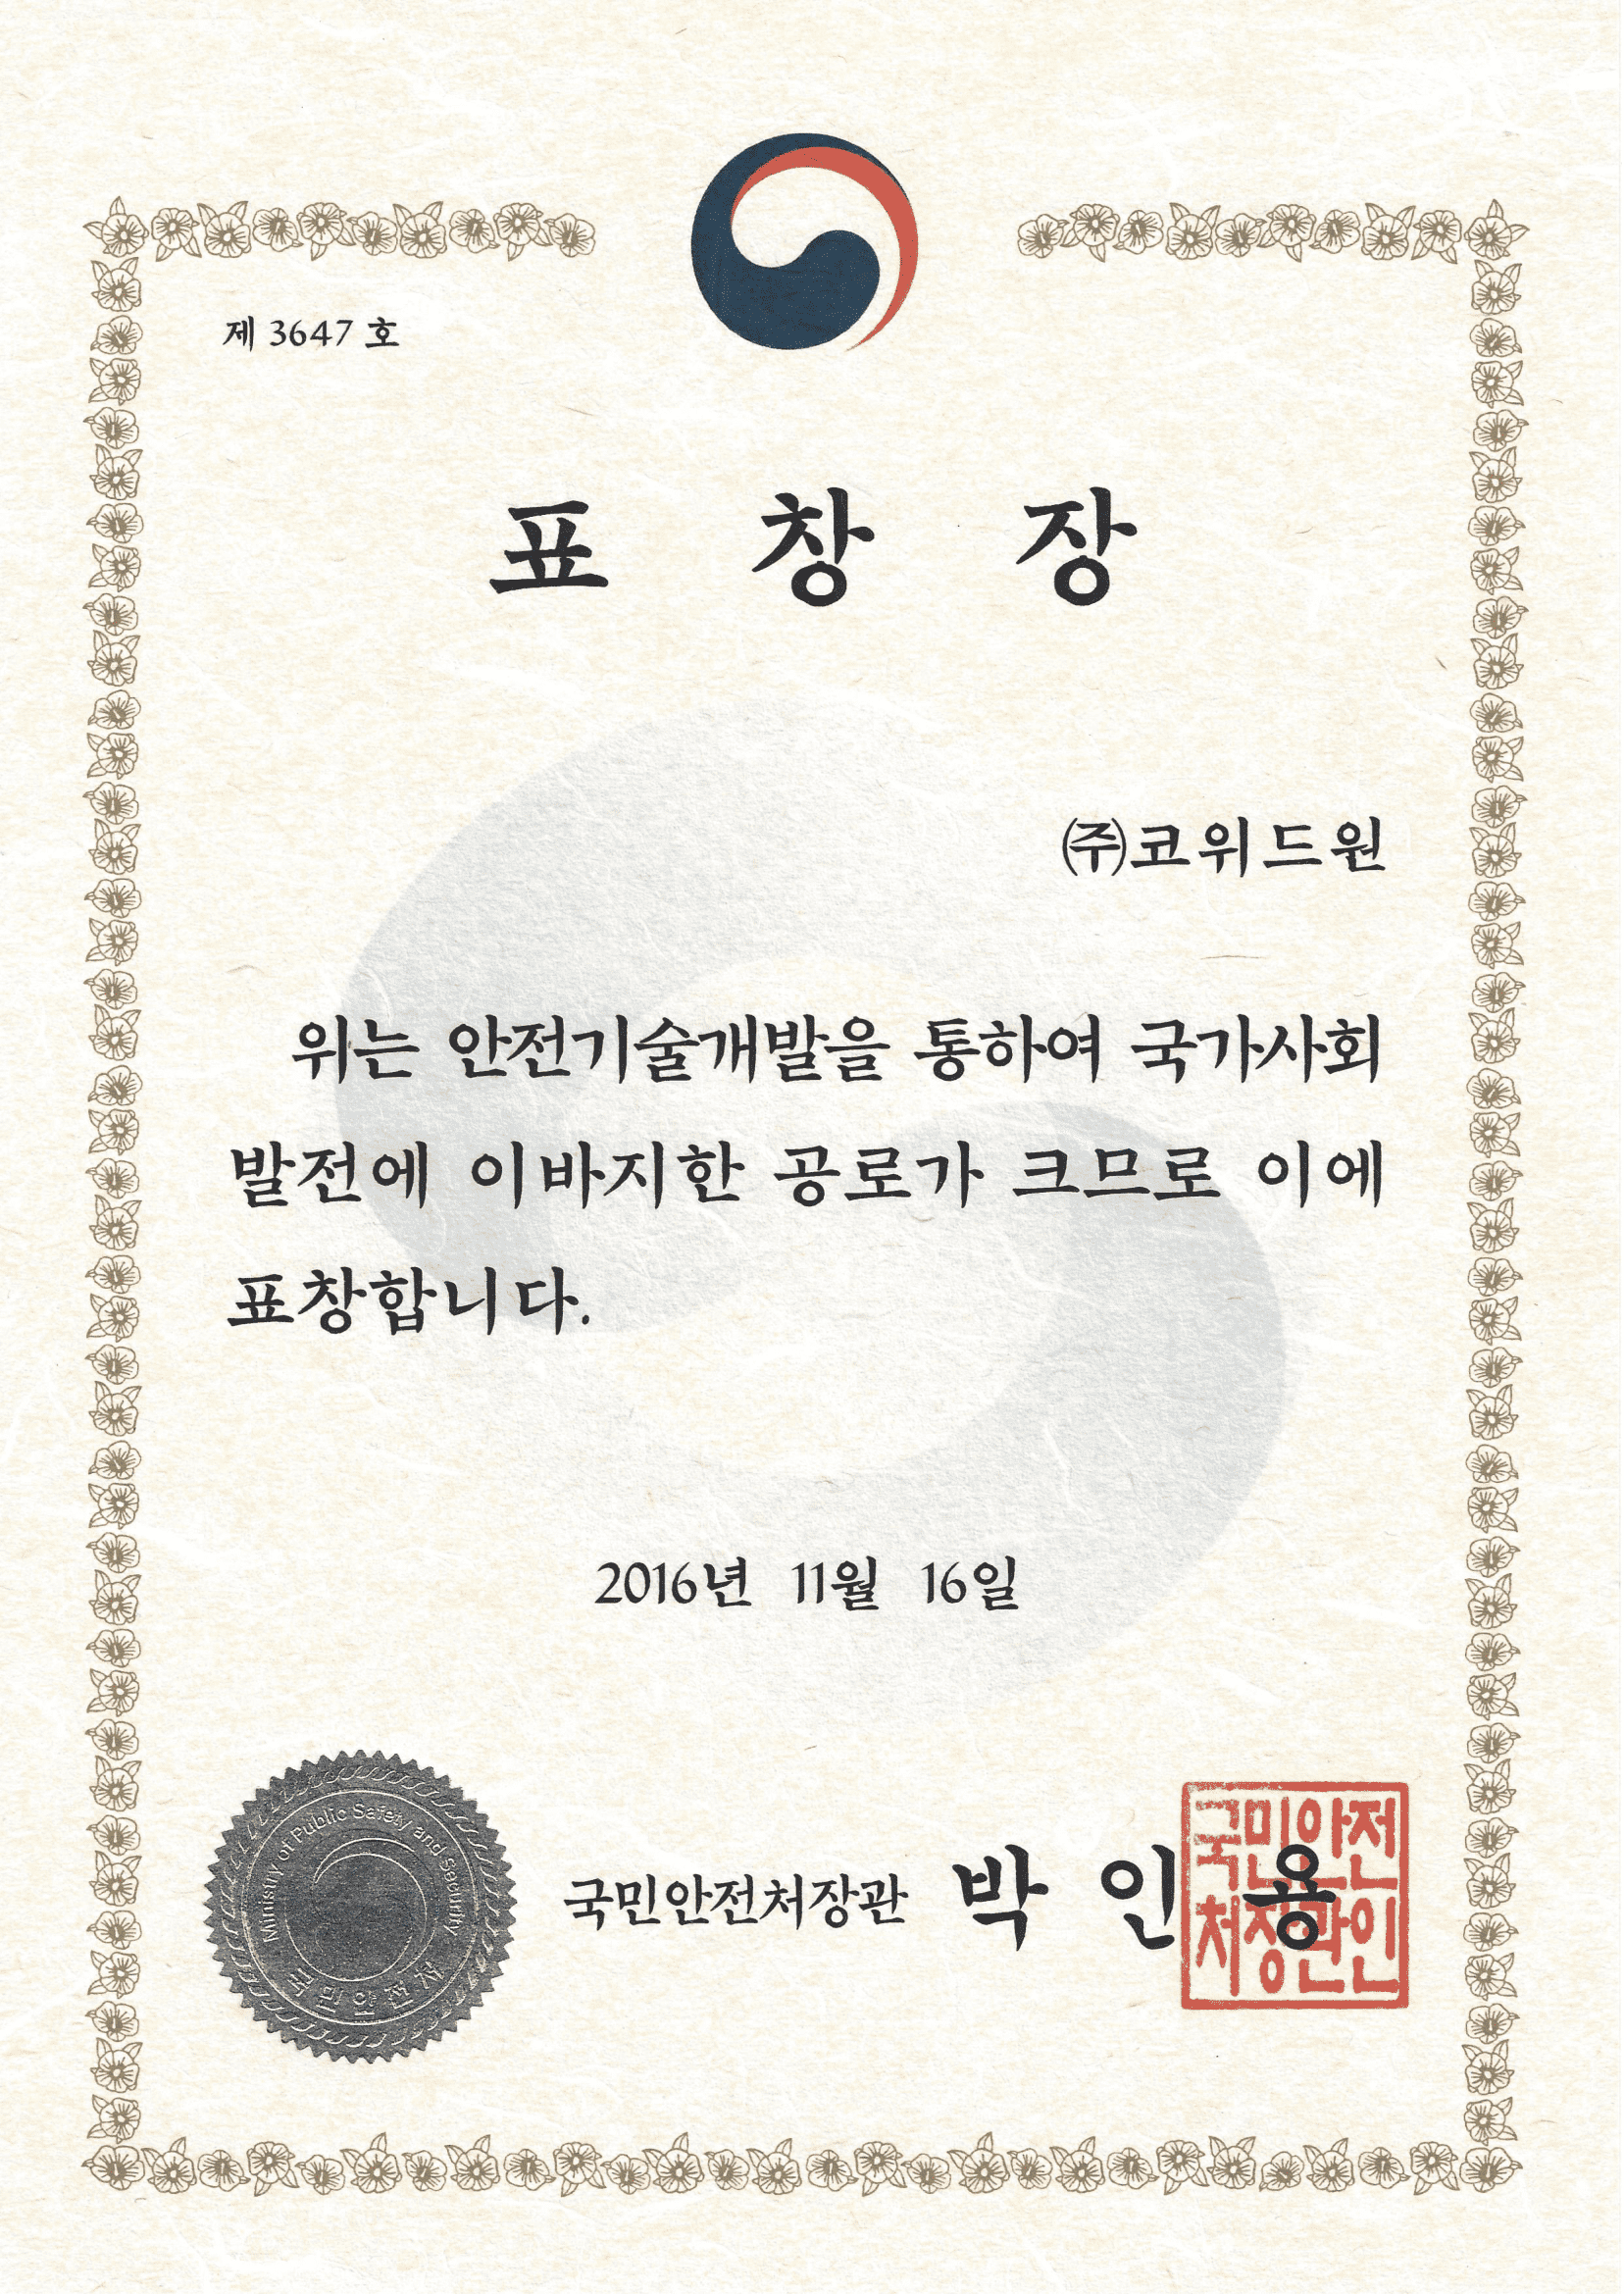 제 3647 호
표 창 장
㈜코위드원
위는 안전기술개발을 통하여 국가사회
발전에 이바지한 공로가 크므로 이에
표창합니다.
2016년 11월 16일
Ministry of Public Safety and Security
국민안전처
국민안전처장관 박 인 용
국민안전
처장관인